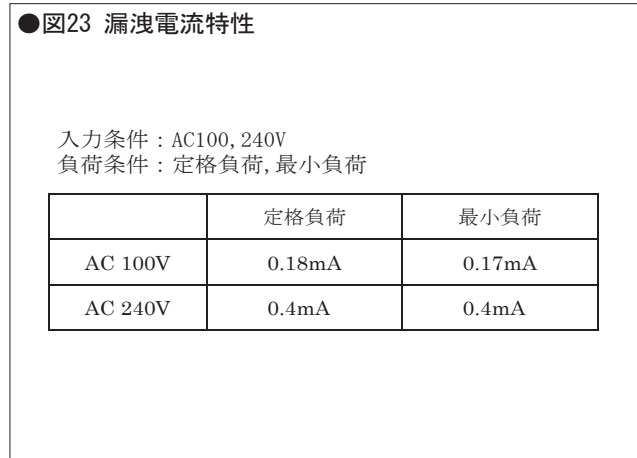 ●図23 漏洩電流特性
入力条件：AC100,240V
負荷条件：定格負荷,最小負荷
定格負荷 最小負荷
AC 100V 0.18mA 0.17mA
AC 240V 0.4mA 0.4mA